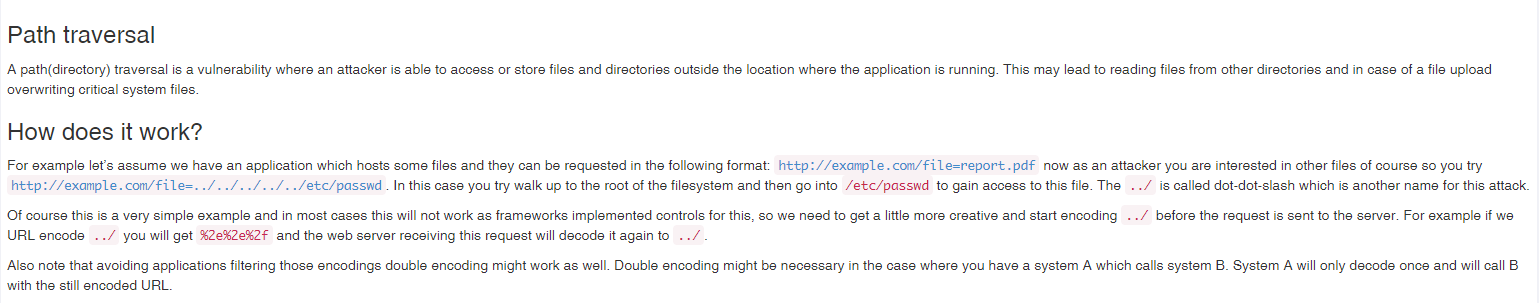 Path traversal
A path(directory) traversal is a vulnerability where an attacker is able to access or store files and directories outside the location where the application is running. This may lead to reading files from other directories and in case of a file upload
overwriting critical system files.
How does it work?
For example let's assume we have an application which hosts some files and they can be requested in the following format: http://example.com/file=report.pdf now as an attacker you are interested in other files of course so you try
http://example.com/file=../../../../../etc/passwd. In this case you try walk up to the root of the filesystem and then go into /etc/passwd to gain access to this file. The ../ is called dot-dot-slash which is another name for this attack.
Of course this is a very simple example and in most cases this will not work as frameworks implemented controls for this, so we need to get a little more creative and start encoding ../ before the request is sent to the server. For example if we
URL encode ../ you will get %2e%2e%2f and the web server receiving this request will decode it again to ../.
Also note that avoiding applications filtering those encodings double encoding might work as well. Double encoding might be necessary in the case where you have a system A which calls system B. System A will only decode once and will call B
with the still encoded URL.